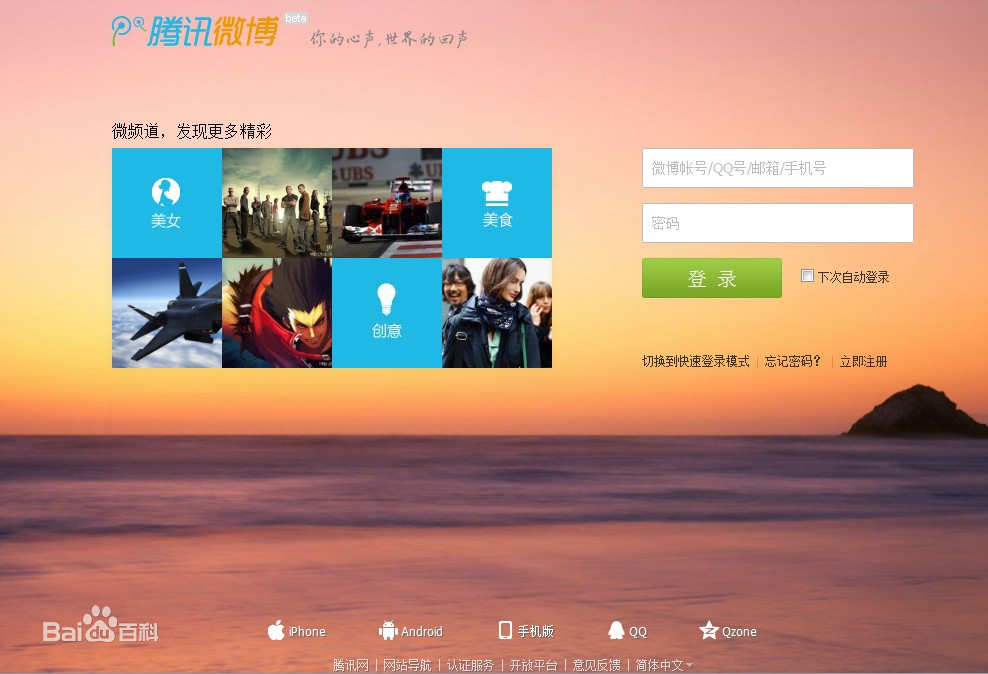 腾讯微博 beta 你的心声,世界的回声
微频道，发现更多精彩
UBS
UBS
美女
美食
创意
微博帐号/QQ号/邮箱/手机号
密码
登 录
下次自动登录
切换到快速登录模式 | 忘记密码? | 立即注册
Bai du 百科
iPhone Android 手机版 QQ Qzone
腾讯网 | 网站导航 | 认证服务 | 开放平台 | 意见反馈 | 简体中文